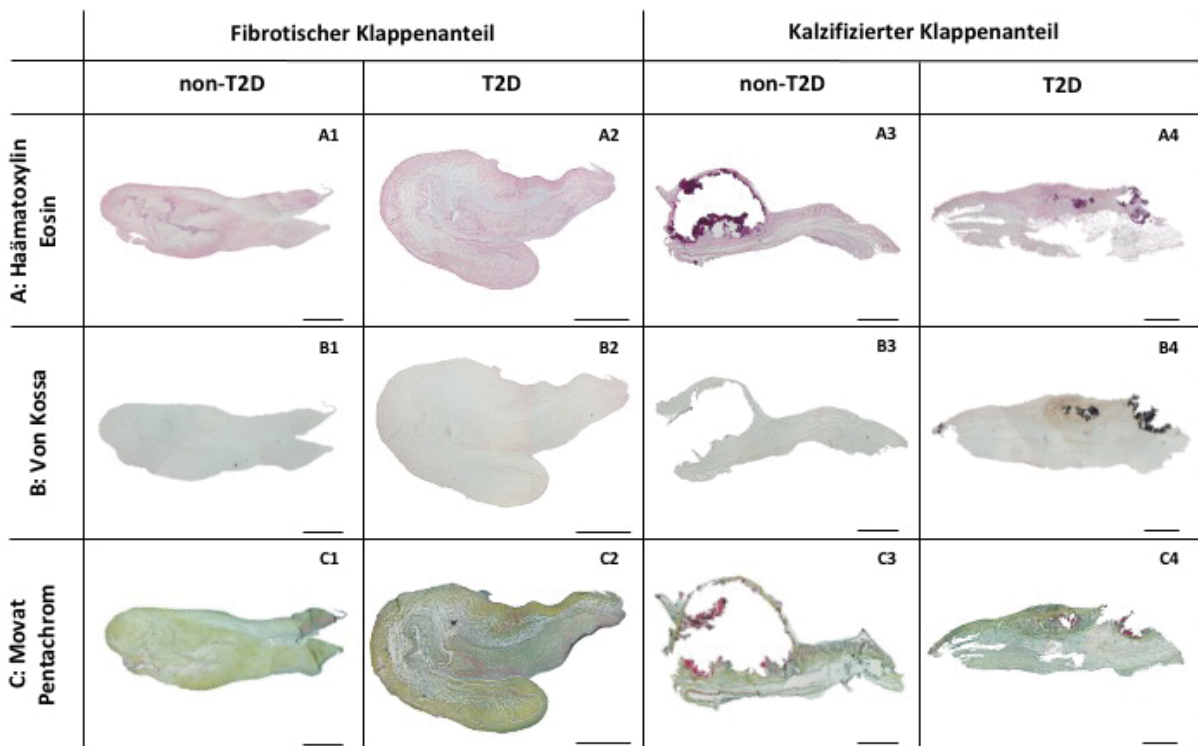 Fibrotischer Klappenanteil Kalzifizierter Klappenanteil
non-T2D T2D non-T2D T2D
A: Haämatoxylin
Eosin
A1 A2 A3 A4
B: Von Kossa
B1 B2 B3 B4
C: Movat
Pentachrom
C1 C2 C3 C4